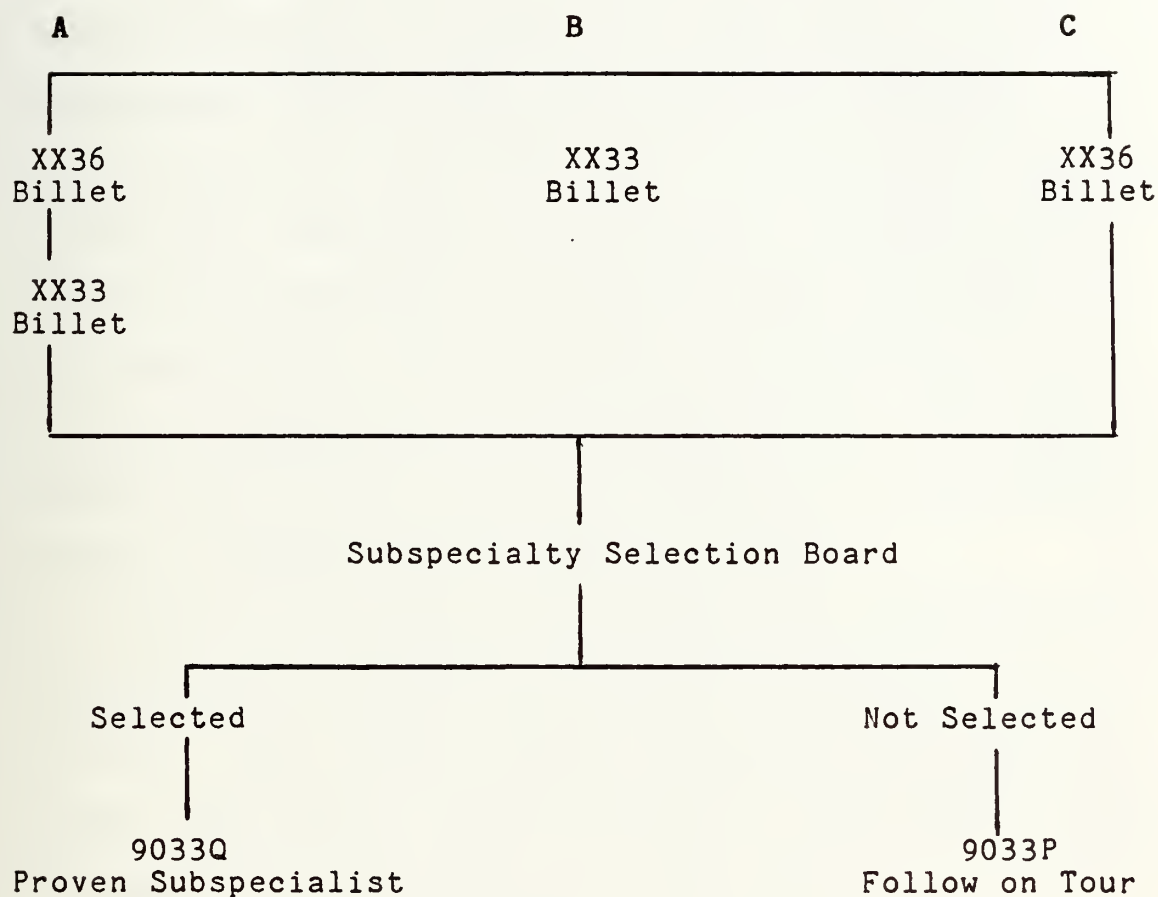 A B C
XX36 XX33 XX36
Billet Billet Billet
XX33
Billet
Subspecialty Selection Board
Selected Not Selected
9033Q 9033P
Proven Subspecialist Follow on Tour